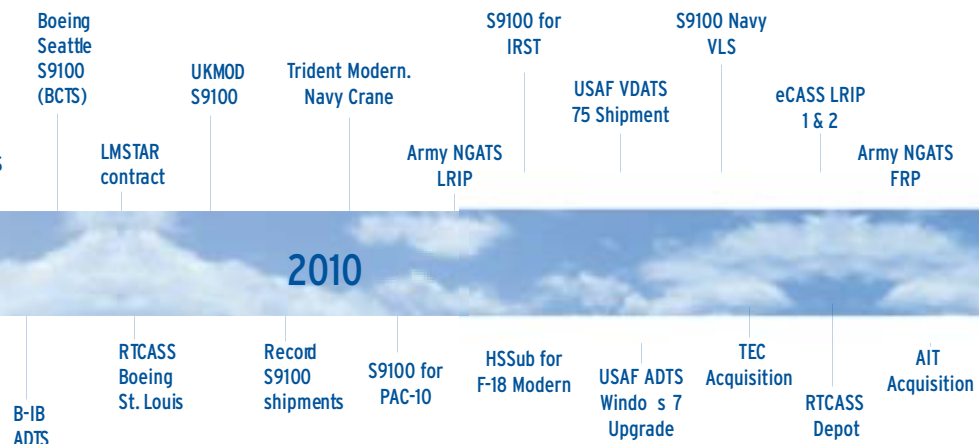 Boeing
Seattle
S9100
(BCTS)
LMSTAR
contract
UKMOD
S9100
Trident Modern.
Navy Crane
Army NGATS
LRIP
S9100 for
IRST
USAF VDATS
75 Shipment
S9100 Navy
VLS
eCASS LRIP
1 & 2
Army NGATS
FRP
2010
B-IB
ADTS
RTCASS
Boeing
St. Louis
Record
S9100
shipments
S9100 for
PAC-10
HSSub for
F-18 Modern
USAF ADTS
Windo s 7
Upgrade
TEC
Acquisition
RTCASS
Depot
AIT
Acquisition